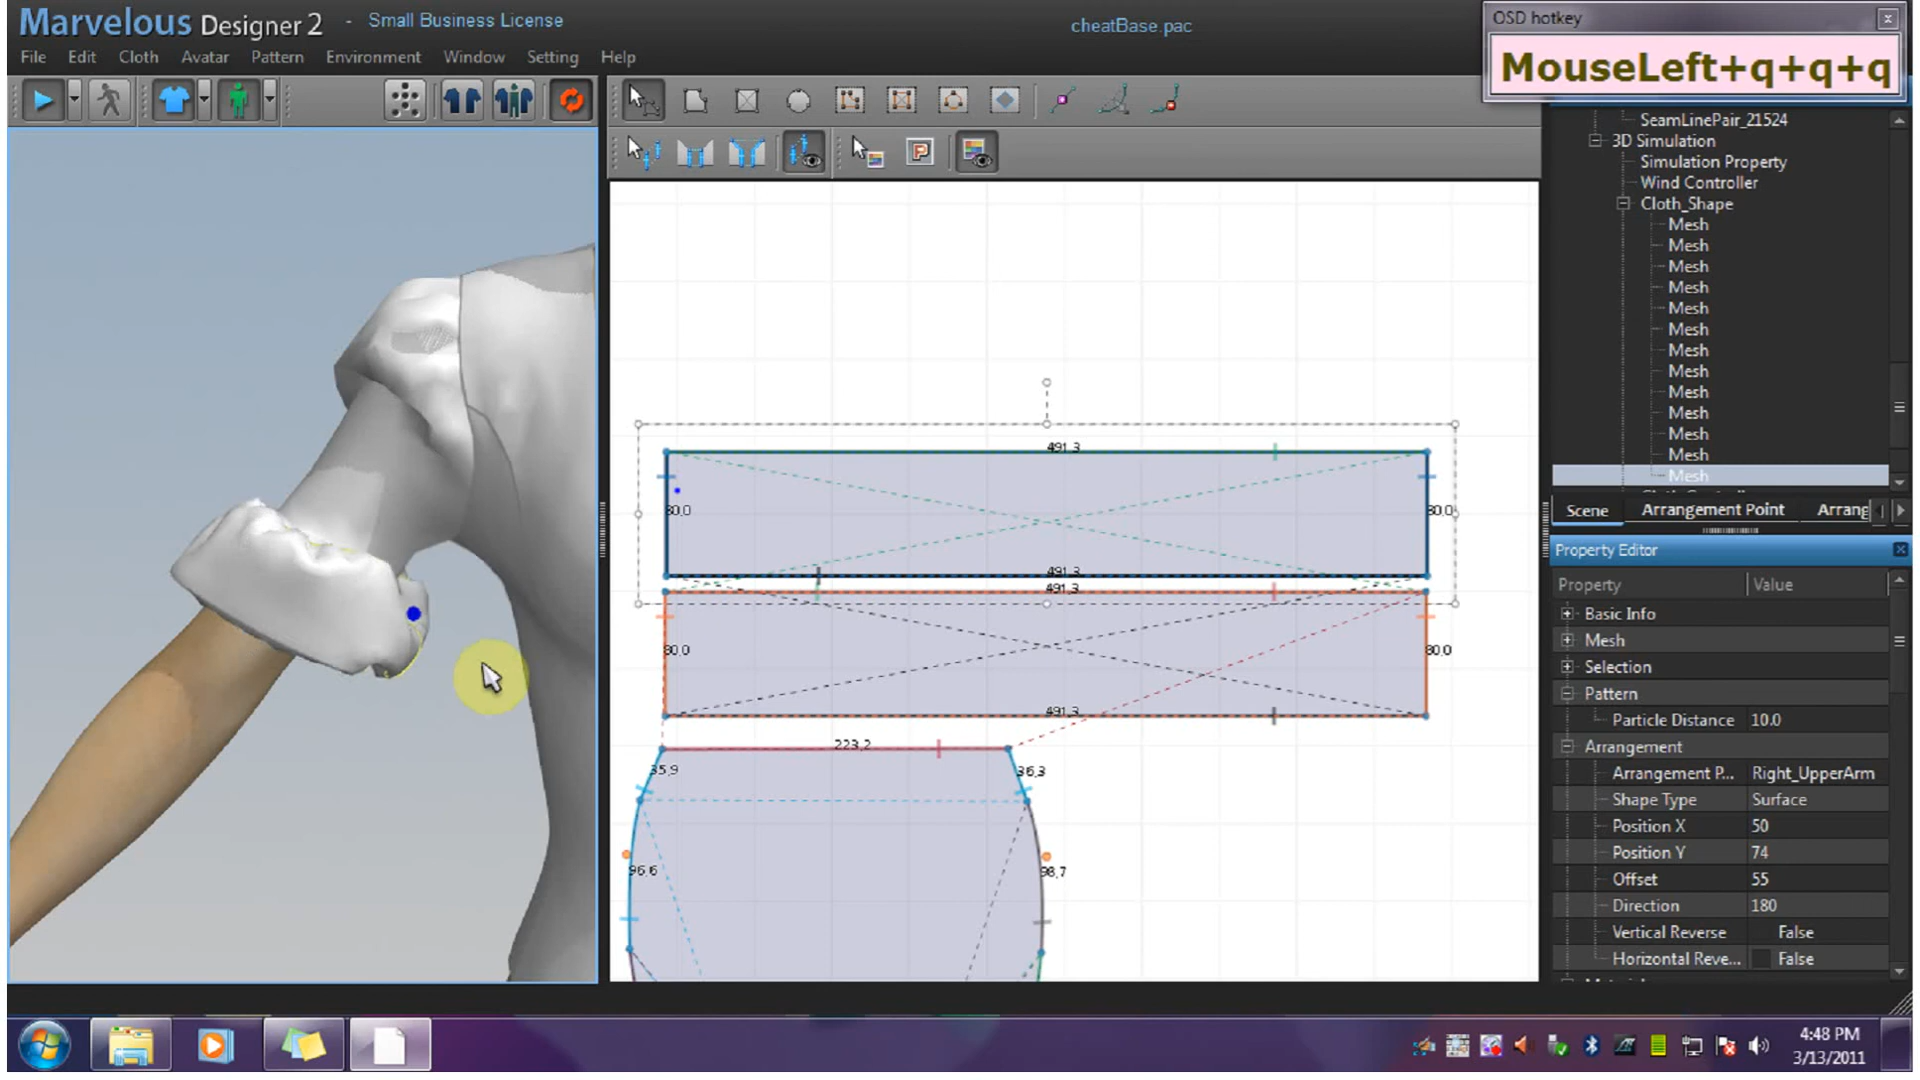 Marvelous Designer 2 - Small Business License
cheatBase.pac
OSD hotkey
MouseLeft+q+q+q
File Edit Cloth Avatar Pattern Environment Window Setting Help
SeamLinePair_21524
3D Simulation
Simulation Property
Wind Controller
Cloth_Shape
Mesh
Mesh
Mesh
Mesh
Mesh
Mesh
Mesh
Mesh
Mesh
Mesh
Mesh
Mesh
Mesh
Scene Arrangement Point Arrang
Property Editor
Property Value
Basic Info
Mesh
Selection
Pattern
Particle Distance 10.0
Arrangement
Arrangement P... Right_UpperArm
Shape Type Surface
Position X 50
Position Y 74
Offset 55
Direction 180
Vertical Reverse False
Horizontal Reve... False
491,3
80,0 80,0
491,3
491,3
80,0 80,0
491,3
223,2
35,9 36,3
96,6 98,7
P
4:48 PM
3/13/2011